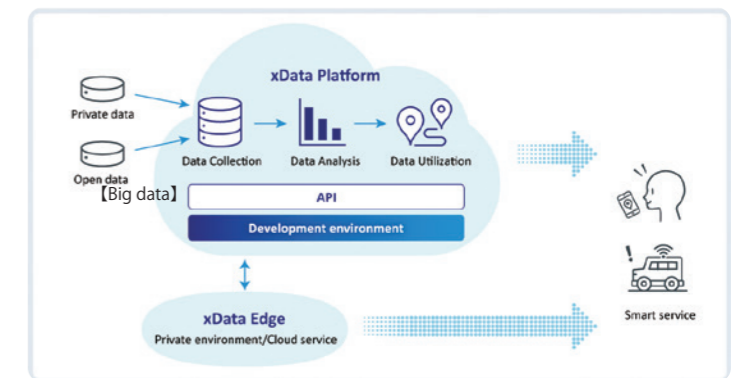 xData Platform
Private data
Open data
【Big data】
Data Collection
Data Analysis
Data Utilization
API
Development environment
xData Edge
Private environment/Cloud service
Smart service